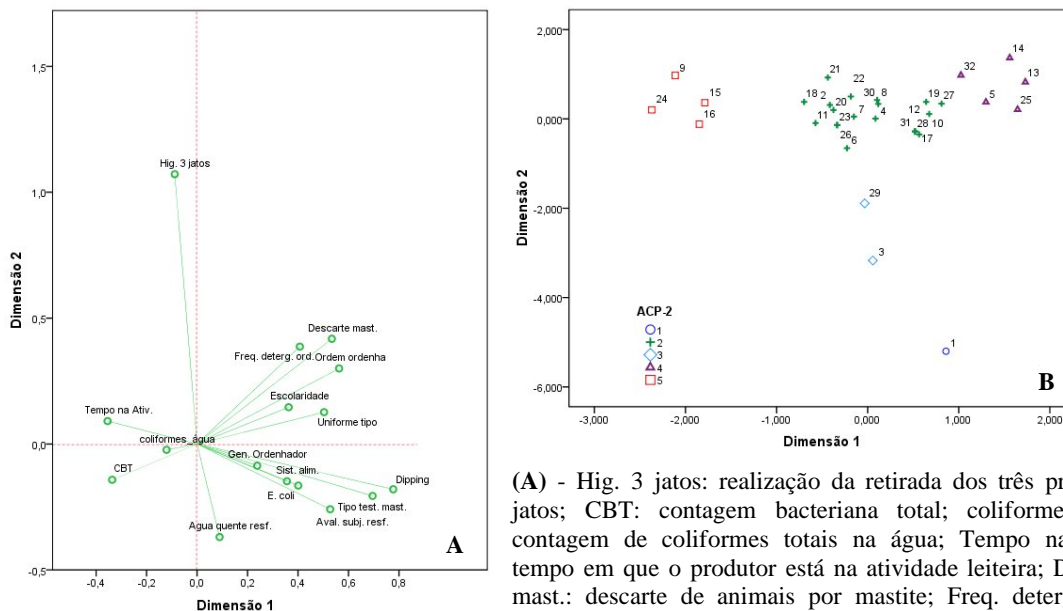 1,5
1,0
0,5
0,0
-0,5
-0,4
-0,2
0,0
0,2
0,4
0,6
0,8
Dimensão 2
Dimensão 1
Hig. 3 jatos
Descarte mast.
Freq. deterg. ord.
Ordem ordenha
Escolaridade
Uniforme tipo
Tempo na Ativ.
coliformes_água
CBT
Gen. Ordenhador
Sist. alim.
Dipping
E. coli
Tipo test. mast.
Aval. subj. resf.
Agua quente resf.
A
2,000
0,000
-2,000
-4,000
-6,000
-3,000
-2,000
-1,000
0,000
1,000
2,000
Dimensão 2
Dimensão 1
9
24
15
16
21
22
18
2
20
30
8
7
4
11
23
26
6
19
27
12
10
31
28
17
32
14
13
5
25
29
3
1
ACP-2
1
2
3
4
5
B
(A) - Hig. 3 jatos: realização da retirada dos três
jatos; CBT: contagem bacteriana total;
contagem de coliformes totais na água; Tempo
tempo em que o produtor está na atividade leiteira;
mast.: descarte de animais por mastite; Freq.